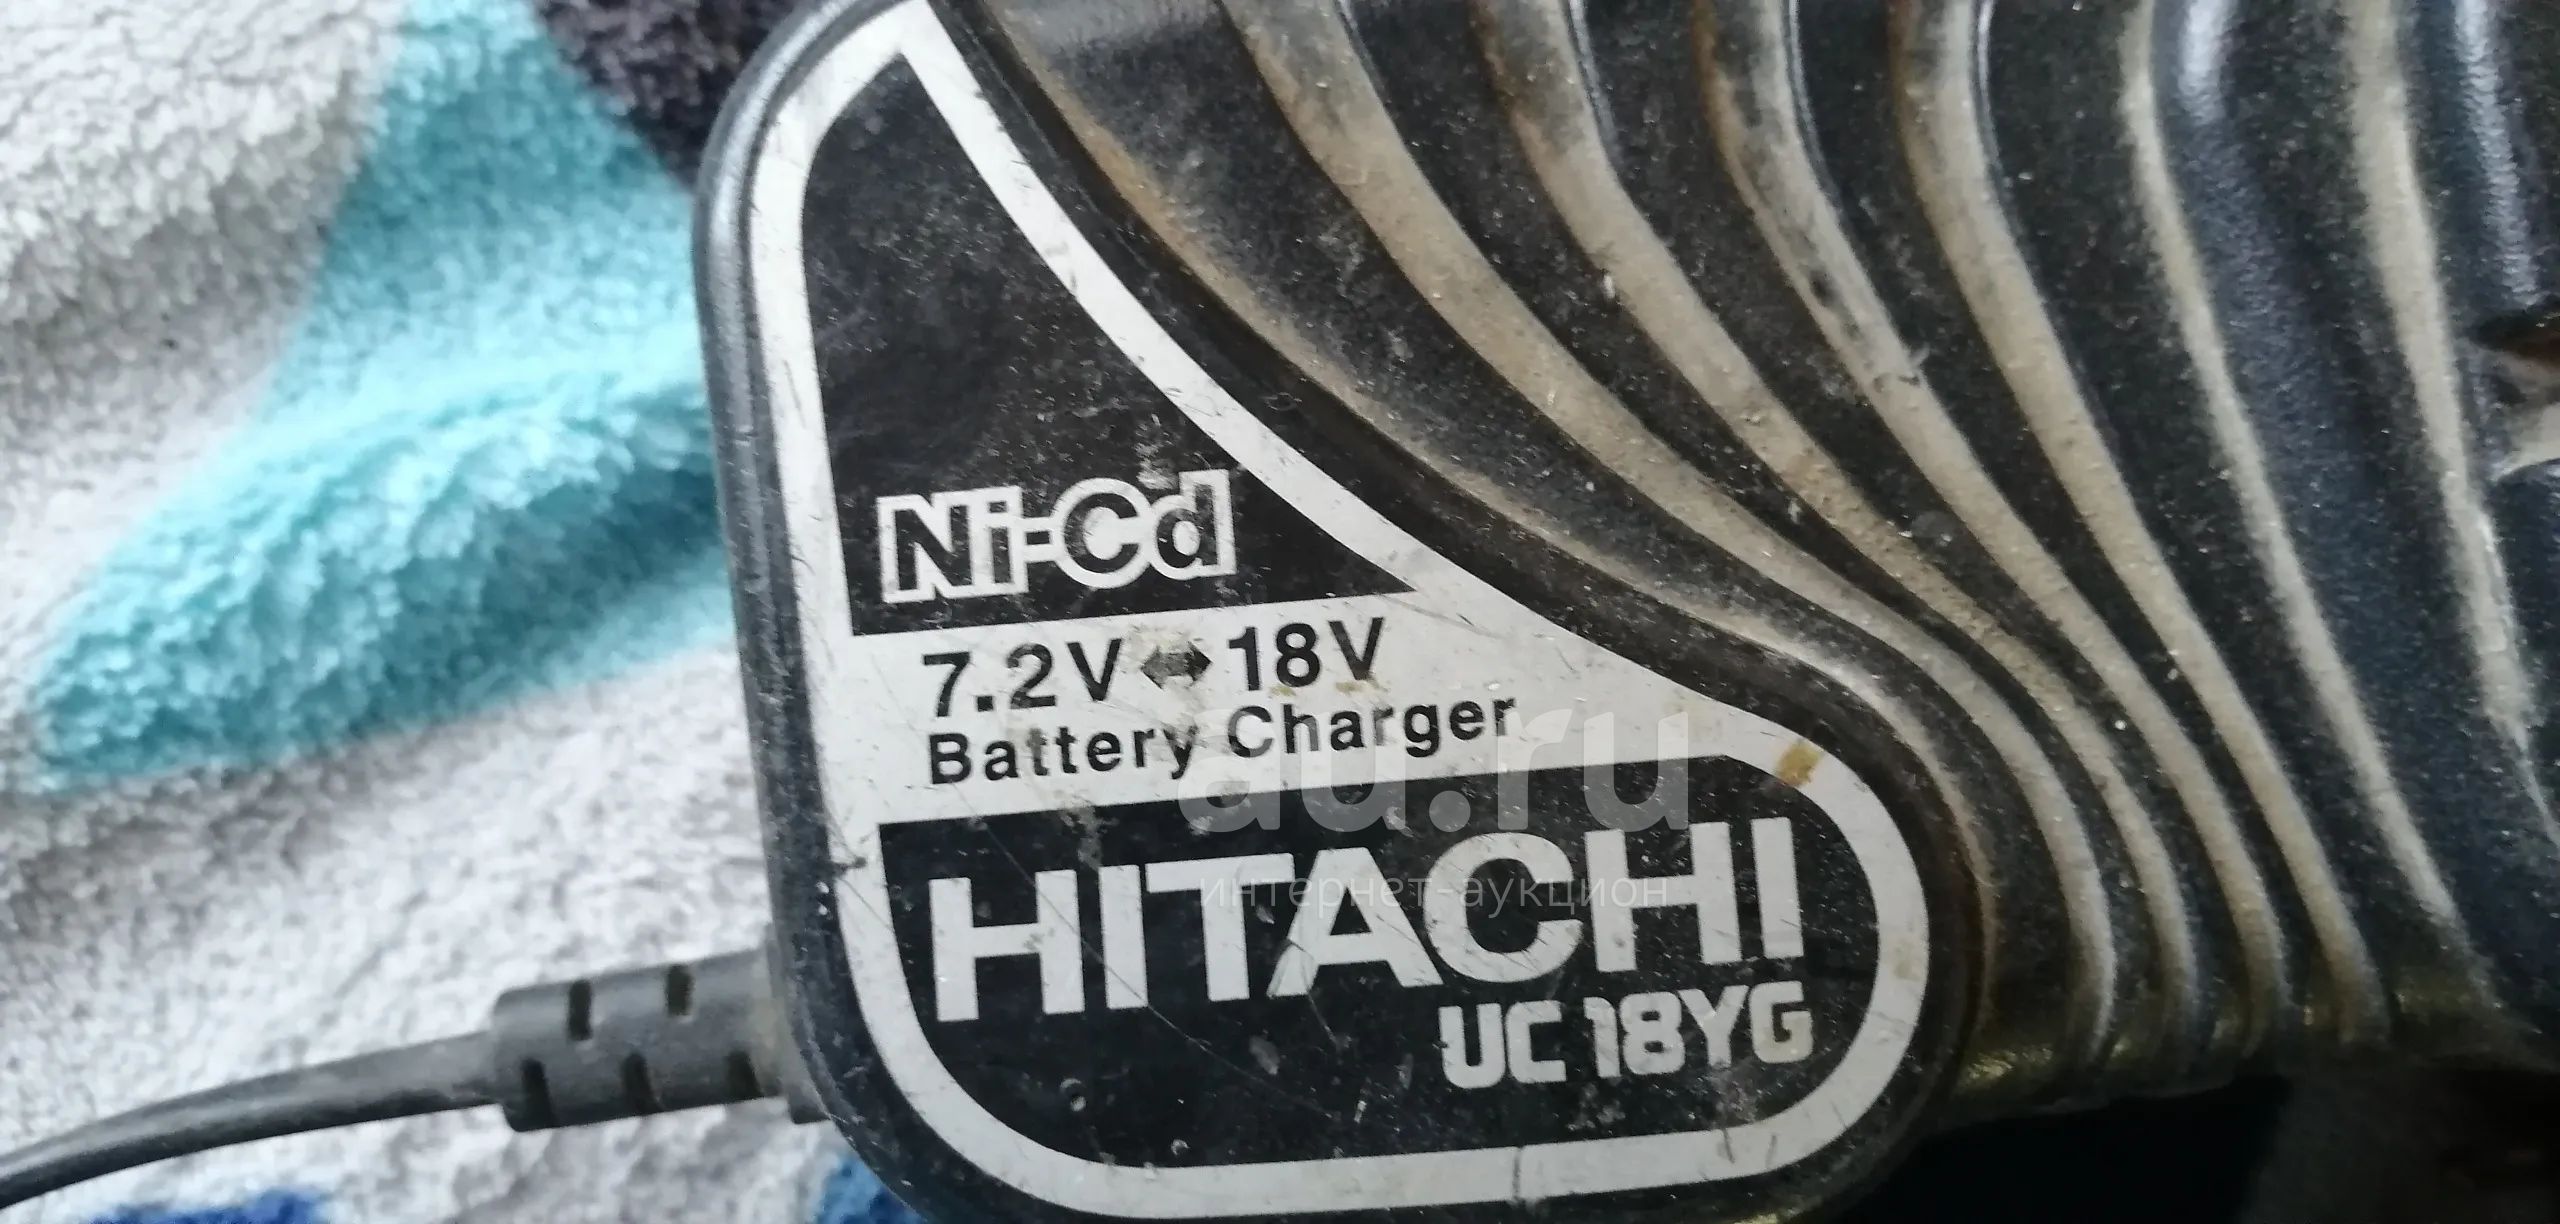 Ni-Cd
7.2V↔18V
Battery Charger
au.ru
HITACHI
интернет-аукцион
UC 18YG